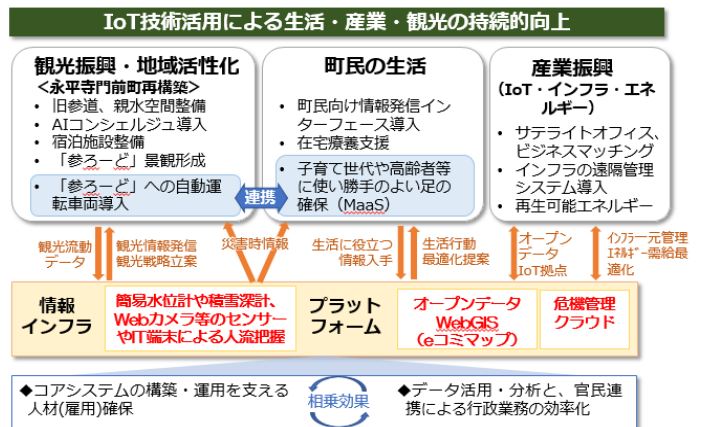 IoT技術活用による生活・産業・観光の持続的向上
観光振興・地域活性化
<永平寺門前町再構築>
• 旧参道、親水空間整備
• AIコンシェルジュ導入
• 宿泊施設整備
• 「参ろーど」景観形成
• 「参ろーど」への自動運
転車両導入
連携
町民の生活
• 町民向け情報発信イン
ターフェース導入
• 在宅療養支援
• 子育て世代や高齢者等
に使い勝手のよい足の
確保（MaaS）
産業振興
（IoT・インフラ・エネ
ルギー）
• サテライトオフィス、
ビジネスマッチング
• インフラの遠隔管理
システム導入
• 再生可能エネルギー
観光流動
データ
観光情報発信
観光戦略立案
災害時情報
生活に役立つ
情報入手
生活行動
最適化提案
オープン
データ
IoT拠点
ｲﾝﾌﾗ一元管理
ｴﾈﾙｷﾞｰ需給最
適化
情報
インフラ
簡易水位計や積雪深計、
Webカメラ等のセンサー
やIT端末による人流把握
プラット
フォーム
オープンデータ
WebGIS
（eコミマップ）
危機管理
クラウド
◆コアシステムの構築・運用を支える
人材(雇用)確保
相乗効果
◆データ活用・分析と、官民連
携による行政業務の効率化